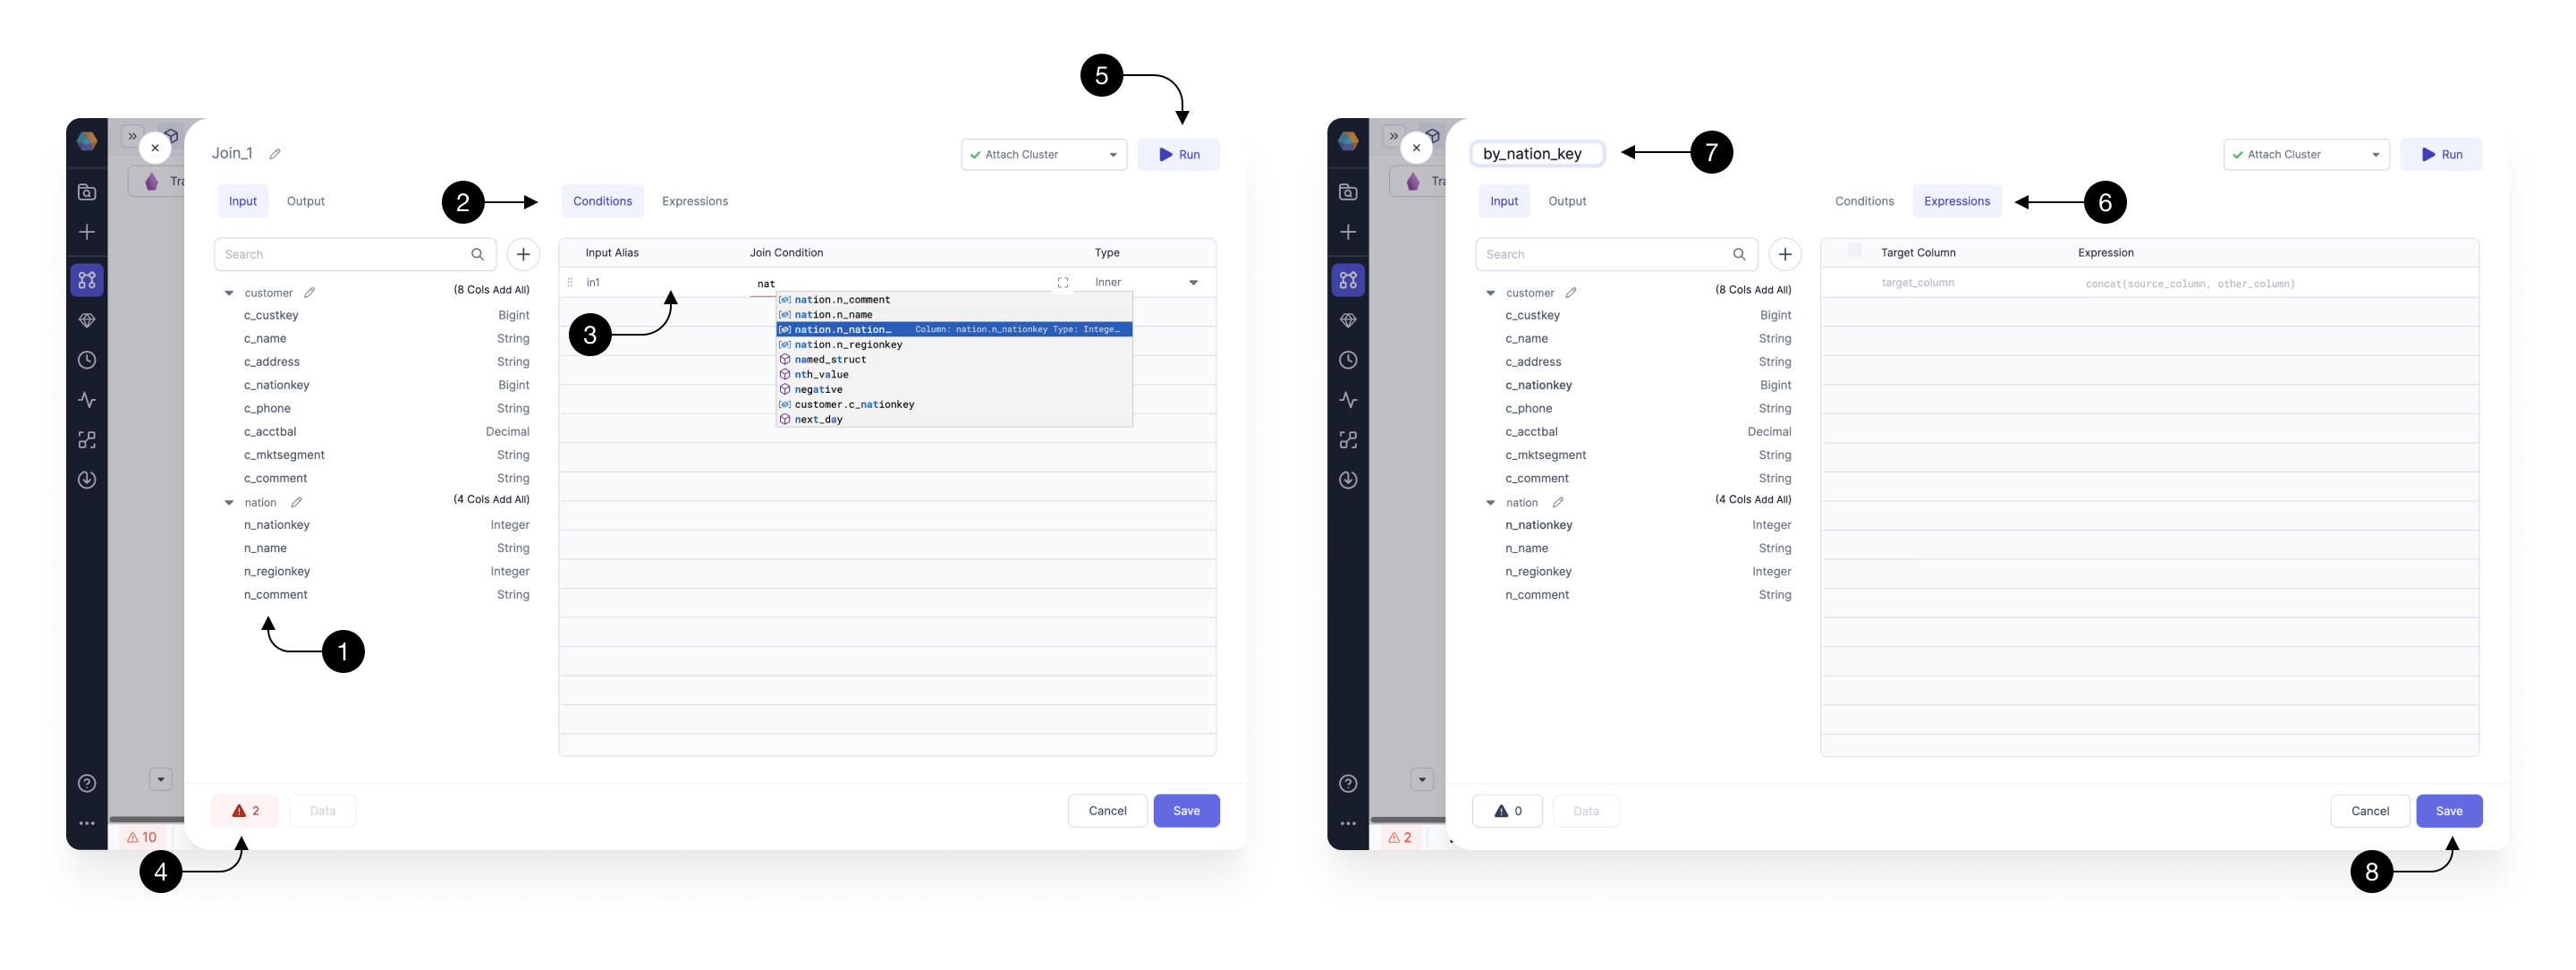 5
Join_1
Attach Cluster
Run
Tra
Input
Output
2
Conditions
Expressions
Search
Input Alias
Join Condition
Type
in1
nat
Inner
customer
(8 Cols Add All)
c_custkey
Bigint
c_name
String
c_address
String
c_nationkey
Bigint
c_phone
String
c_acctbal
Decimal
c_mktsegment
String
c_comment
String
nation
(4 Cols Add All)
n_nationkey
Integer
n_name
String
n_regionkey
Integer
n_comment
String
3
nation.n_comment
nation.n_name
nation.n_nation… Column: nation.n_nationkey Type: Intege…
nation.n_regionkey
named_struct
nth_value
negative
customer.c_nationkey
next_day
1
2
Data
Cancel
Save
10
4
by_nation_key
7
Attach Cluster
Run
Tra
Input
Output
Conditions
Expressions
6
Search
Target Column
Expression
target_column
concat(source_column, other_column)
customer
(8 Cols Add All)
c_custkey
Bigint
c_name
String
c_address
String
c_nationkey
Bigint
c_phone
String
c_acctbal
Decimal
c_mktsegment
String
c_comment
String
nation
(4 Cols Add All)
n_nationkey
Integer
n_name
String
n_regionkey
Integer
n_comment
String
0
Data
Cancel
Save
2
8